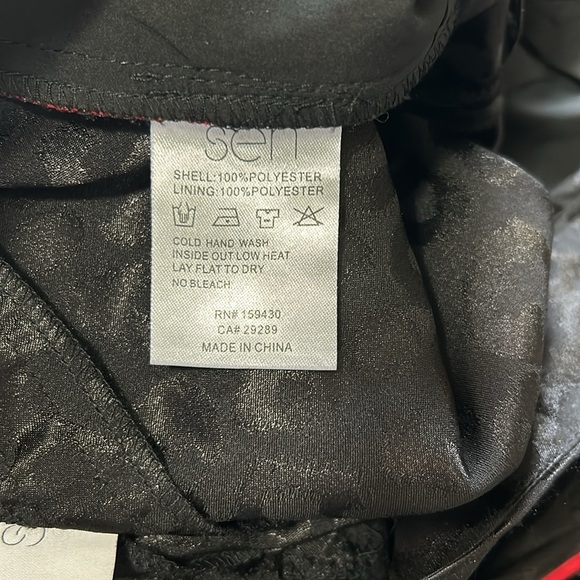 sen
SHELL:100%POLYESTER
LINING:100%POLYESTER
COLD HAND WASH
INSIDE OUT LOW HEAT
LAY FLAT TO DRY
NO BLEACH
RN# 159430
CA# 29289
MADE IN CHINA